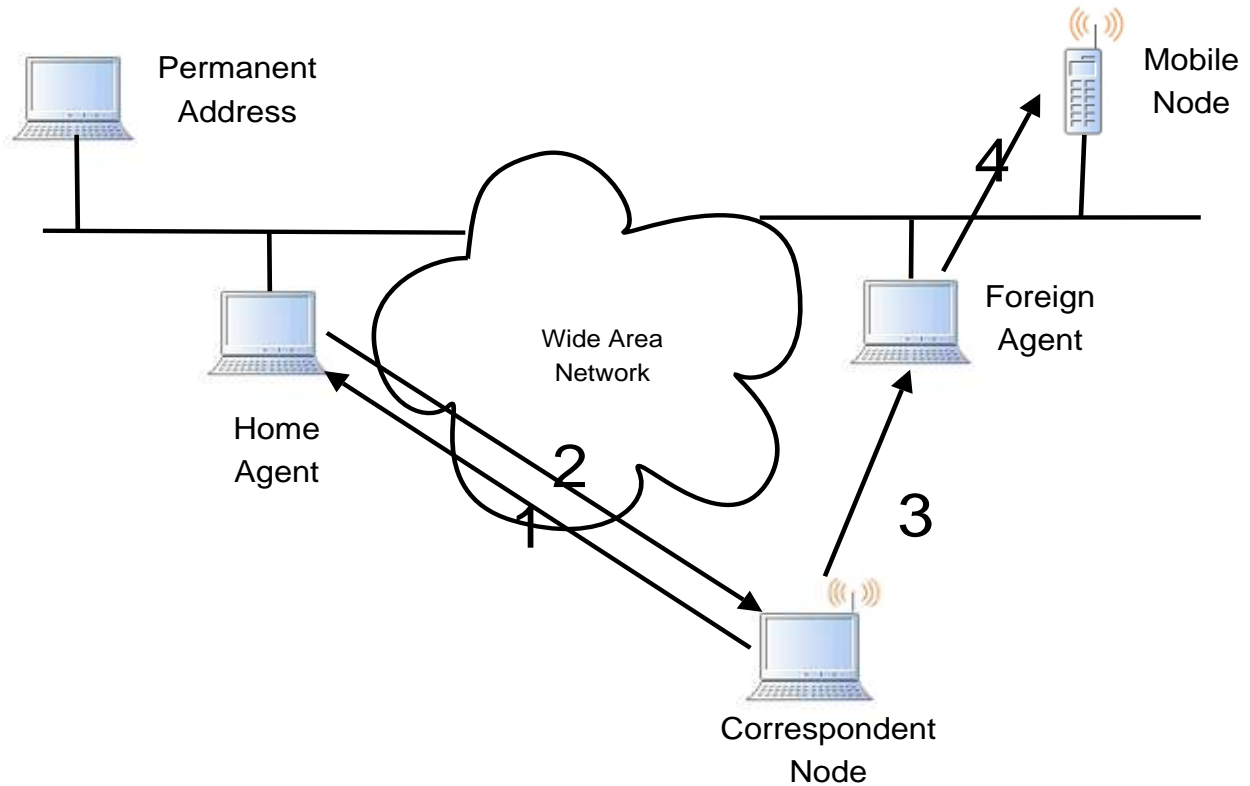 Permanent
Address
Mobile
Node
4
Foreign
Agent
Wide Area
Network
Home
Agent
2
1
3
Correspondent
Node